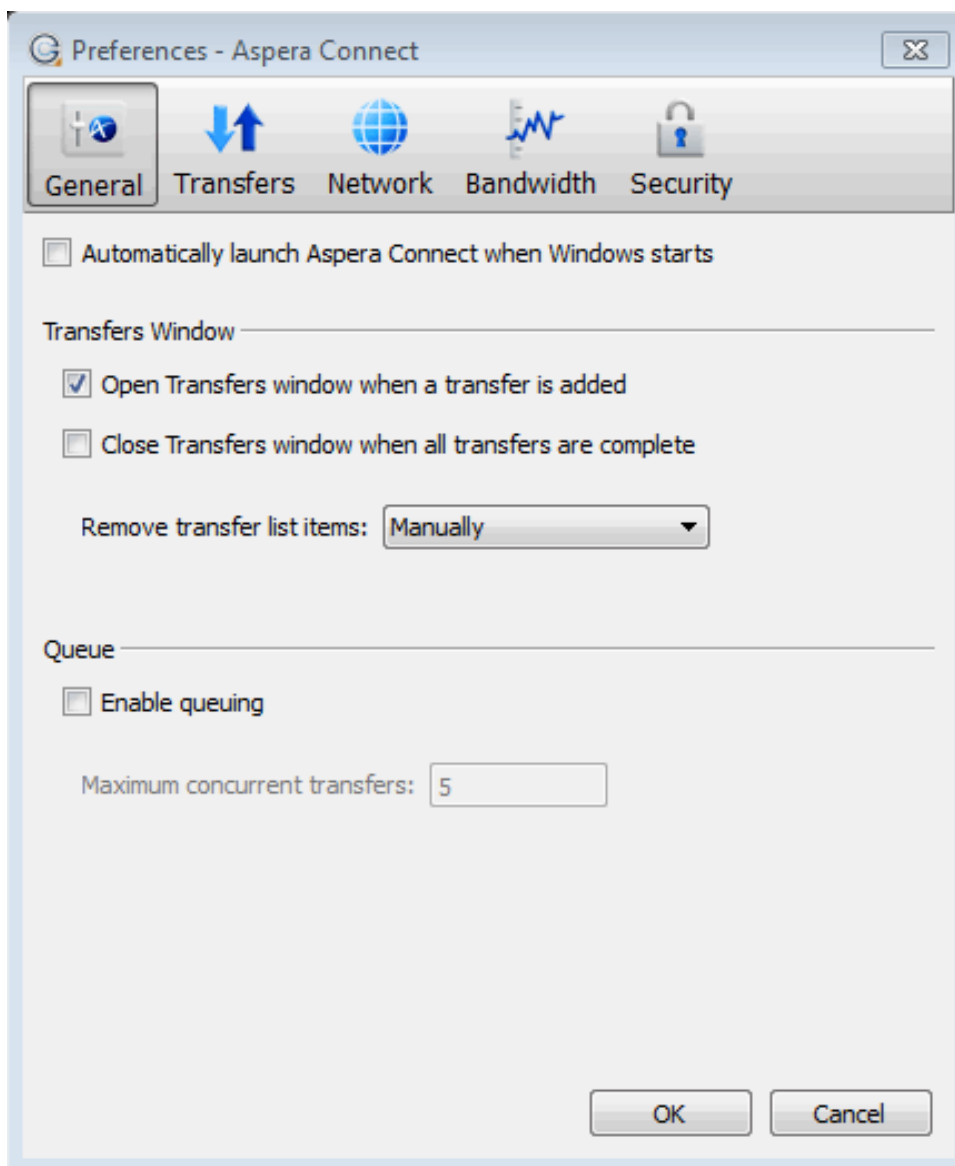 Preferences - Aspera Connect
General Transfers Network Bandwidth Security
Automatically launch Aspera Connect when Windows starts
Transfers Window
Open Transfers window when a transfer is added
Close Transfers window when all transfers are complete
Remove transfer list items: Manually
Queue
Enable queuing
Maximum concurrent transfers: 5
OK Cancel